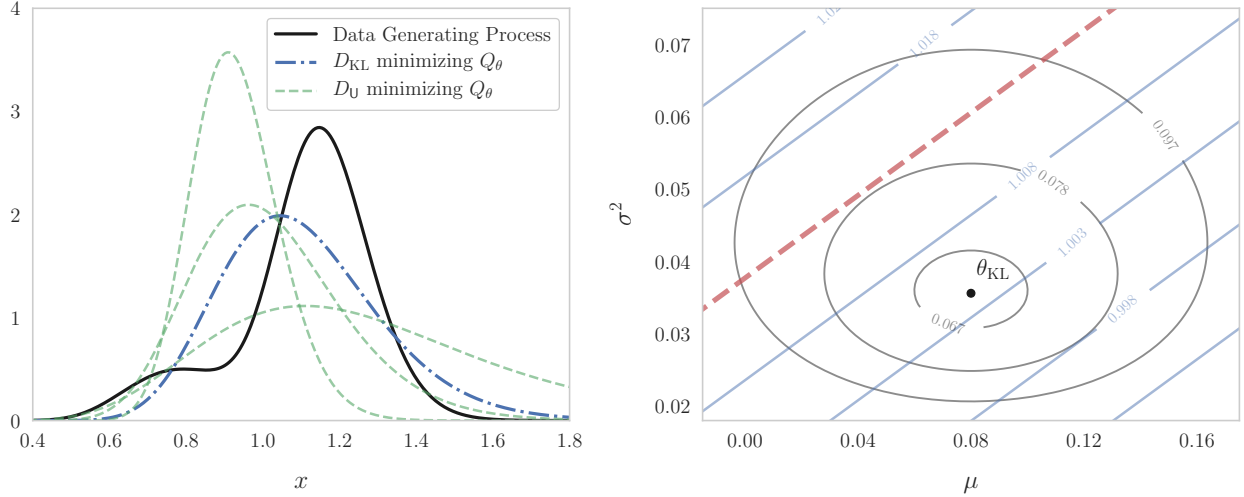 4
3
2
1
0
0.4 0.6 0.8 1.0 1.2 1.4 1.6 1.8
x
Data Generating Process
D_KL minimizing Q_θ
D_U minimizing Q_θ
0.07
0.06
0.05
0.04
0.03
0.02
σ²
0.00 0.04 0.08 0.12 0.16
μ
1.018
0.097
1.008
0.078
1.003
θ_KL
0.998
0.067